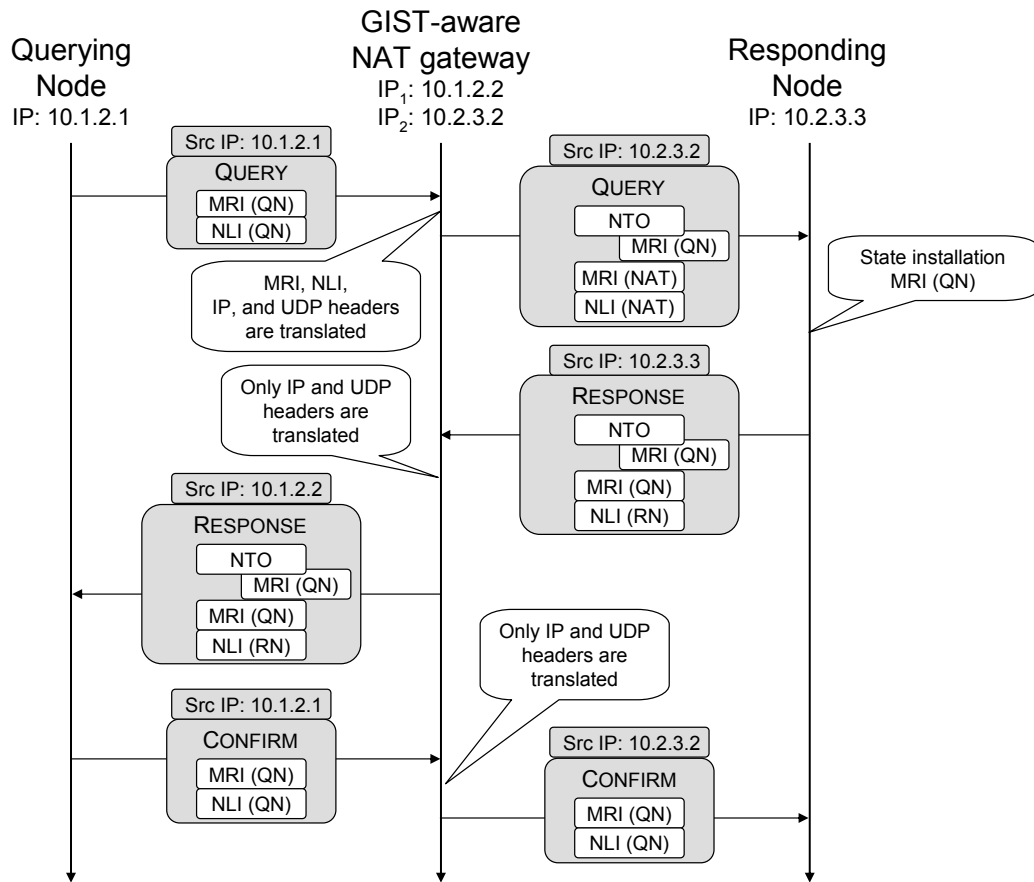 Querying
Node
IP: 10.1.2.1
GIST-aware
NAT gateway
IP₁: 10.1.2.2
IP₂: 10.2.3.2
Responding
Node
IP: 10.2.3.3
Src IP: 10.1.2.1
QUERY
MRI (QN)
NLI (QN)
Src IP: 10.2.3.2
QUERY
NTO
MRI (QN)
MRI (NAT)
NLI (NAT)
MRI, NLI,
IP, and UDP headers
are translated
State installation
MRI (QN)
Src IP: 10.2.3.3
RESPONSE
NTO
MRI (QN)
MRI (QN)
NLI (RN)
Only IP and UDP
headers are
translated
Src IP: 10.1.2.2
RESPONSE
NTO
MRI (QN)
MRI (QN)
NLI (RN)
Only IP and UDP
headers are
translated
Src IP: 10.1.2.1
CONFIRM
MRI (QN)
NLI (QN)
Src IP: 10.2.3.2
CONFIRM
MRI (QN)
NLI (QN)